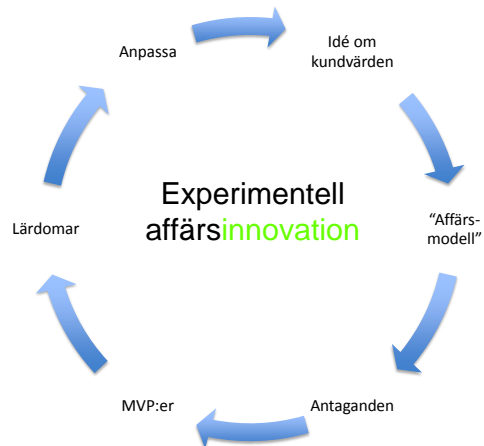 Anpassa
Idé om
kundvärden
Experimentell
affärsinnovation
Lärdomar
“Affärs-
modell”
MVP:er
Antaganden